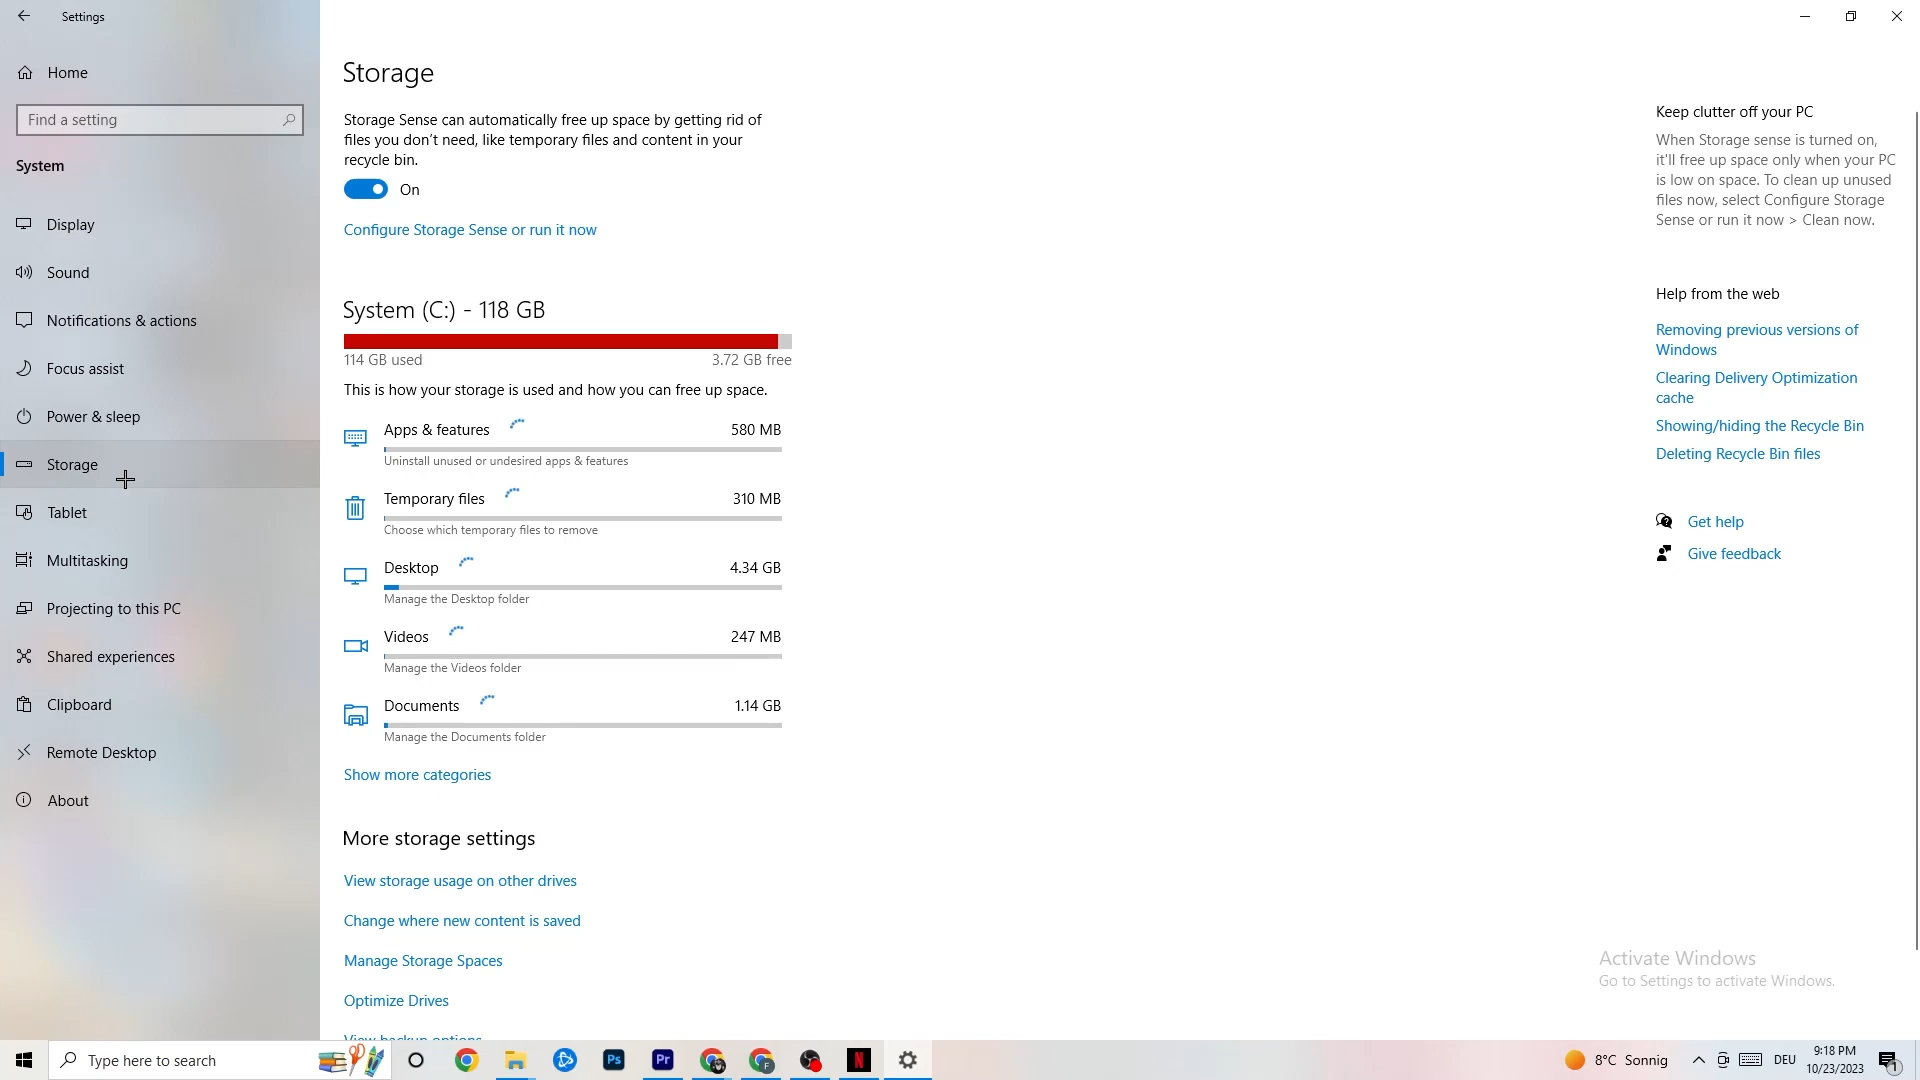 Settings
Home
Find a setting
System
Display
Sound
Notifications & actions
Focus assist
Power & sleep
Storage
Tablet
Multitasking
Projecting to this PC
Shared experiences
Clipboard
Remote Desktop
About
Storage
Storage Sense can automatically free up space by getting rid of
files you don't need, like temporary files and content in your
recycle bin.
On
Configure Storage Sense or run it now
System (C:) - 118 GB
114 GB used
3.72 GB free
This is how your storage is used and how you can free up space.
Apps & features
580 MB
Uninstall unused or undesired apps & features
Temporary files
310 MB
Choose which temporary files to remove
Desktop
4.34 GB
Manage the Desktop folder
Videos
247 MB
Manage the Videos folder
Documents
1.14 GB
Manage the Documents folder
Show more categories
More storage settings
View storage usage on other drives
Change where new content is saved
Manage Storage Spaces
Optimize Drives
View backup options
Keep clutter off your PC
When Storage sense is turned on,
it'll free up space only when your PC
is low on space. To clean up unused
files now, select Configure Storage
Sense or run it now > Clean now.
Help from the web
Removing previous versions of
Windows
Clearing Delivery Optimization
cache
Showing/hiding the Recycle Bin
Deleting Recycle Bin files
Get help
Give feedback
Activate Windows
Go to Settings to activate Windows.
Type here to search
Ps
Pr
F
N
8°C Sonnig
DEU
9:18 PM
10/23/2023
1